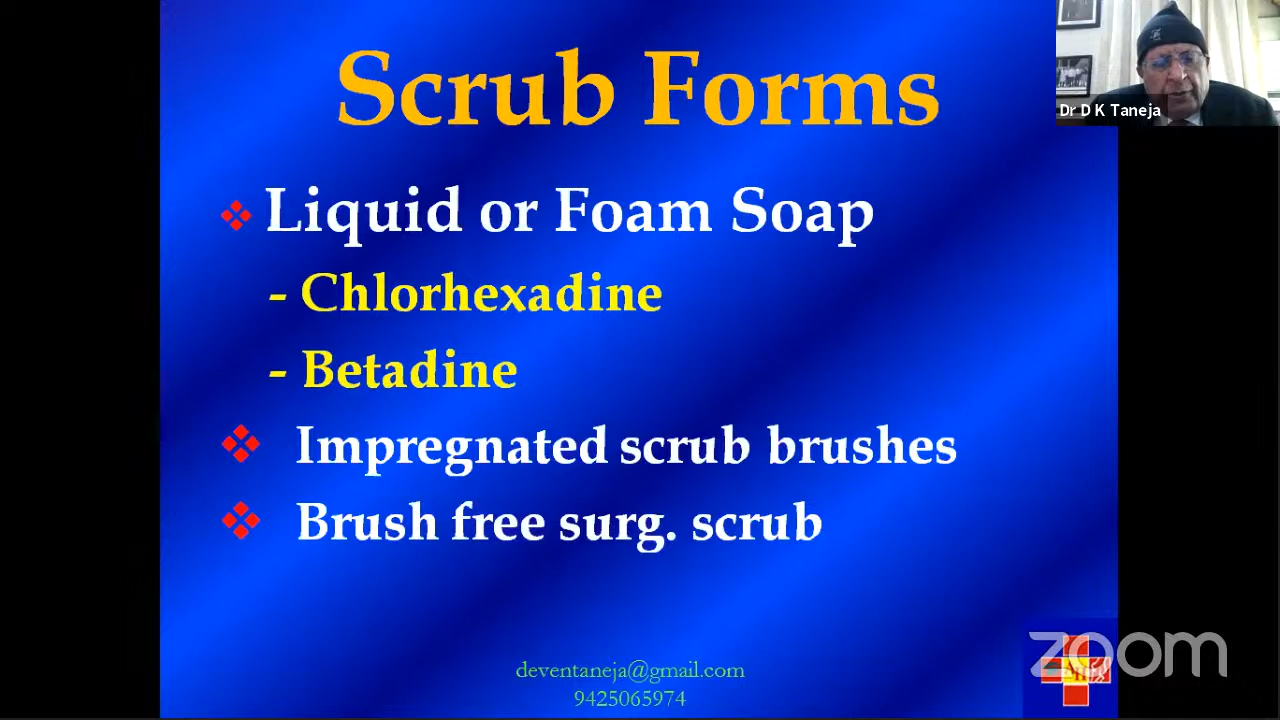 Scrub Forms
Dr D K Taneja
❖ Liquid or Foam Soap
- Chlorhexadine
- Betadine
❖ Impregnated scrub brushes
❖ Brush free surg. scrub
zoom
deventaneja@gmail.com
9425065974